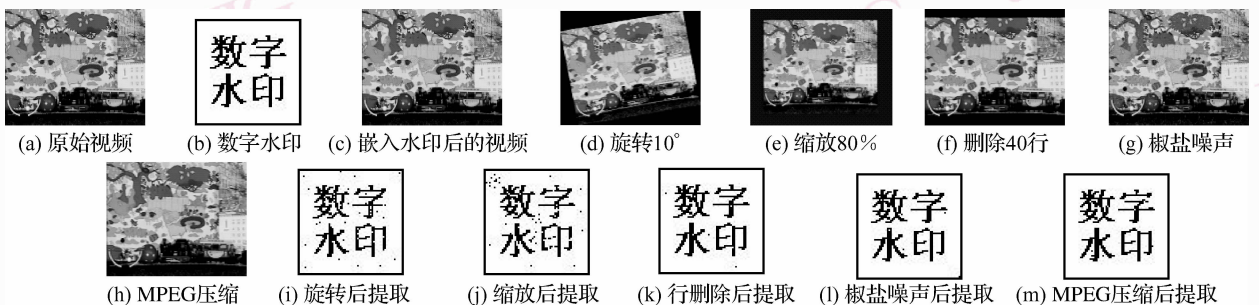 数字
水印
(a) 原始视频 (b) 数字水印 (c) 嵌入水印后的视频 (d) 旋转10° (e) 缩放80% (f) 删除40行 (g) 椒盐噪声
数字 数字 数字 数字 数字
水印 水印 水印 水印 水印
(h) MPEG压缩 (i) 旋转后提取 (j) 缩放后提取 (k) 行删除后提取 (l) 椒盐噪声后提取 (m) MPEG压缩后提取